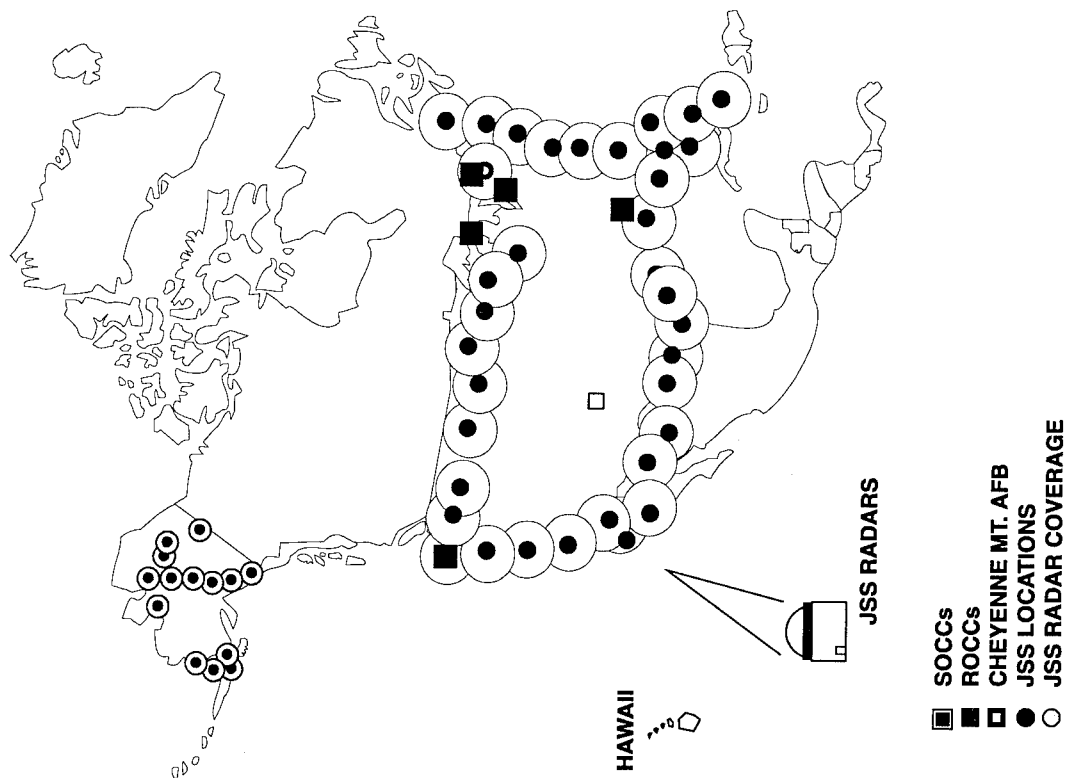 HAWAII
JSS RADARS
SOCCs
ROCCs
CHEYENNE MT. AFB
JSS LOCATIONS
JSS RADAR COVERAGE